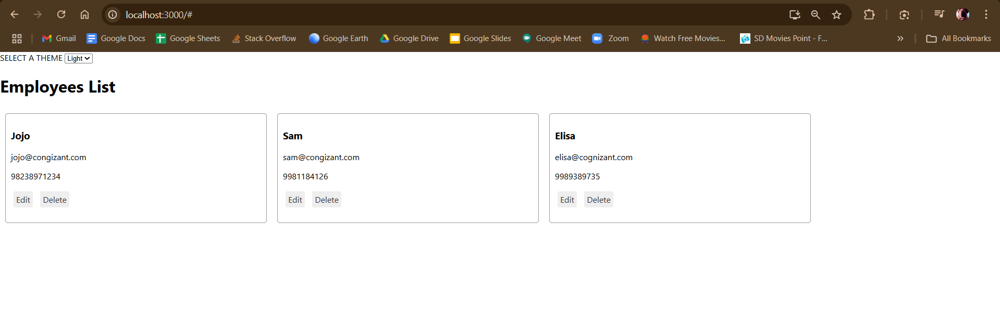 localhost:3000/#
Gmail Google Docs Google Sheets Stack Overflow Google Earth Google Drive Google Slides Google Meet Zoom Watch Free Movies... SD Movies Point - F... » All Bookmarks
SELECT A THEME Light
Employees List
Jojo
jojo@congizant.com
98238971234
Edit Delete
Sam
sam@congizant.com
9981184126
Edit Delete
Elisa
elisa@cognizant.com
9989389735
Edit Delete